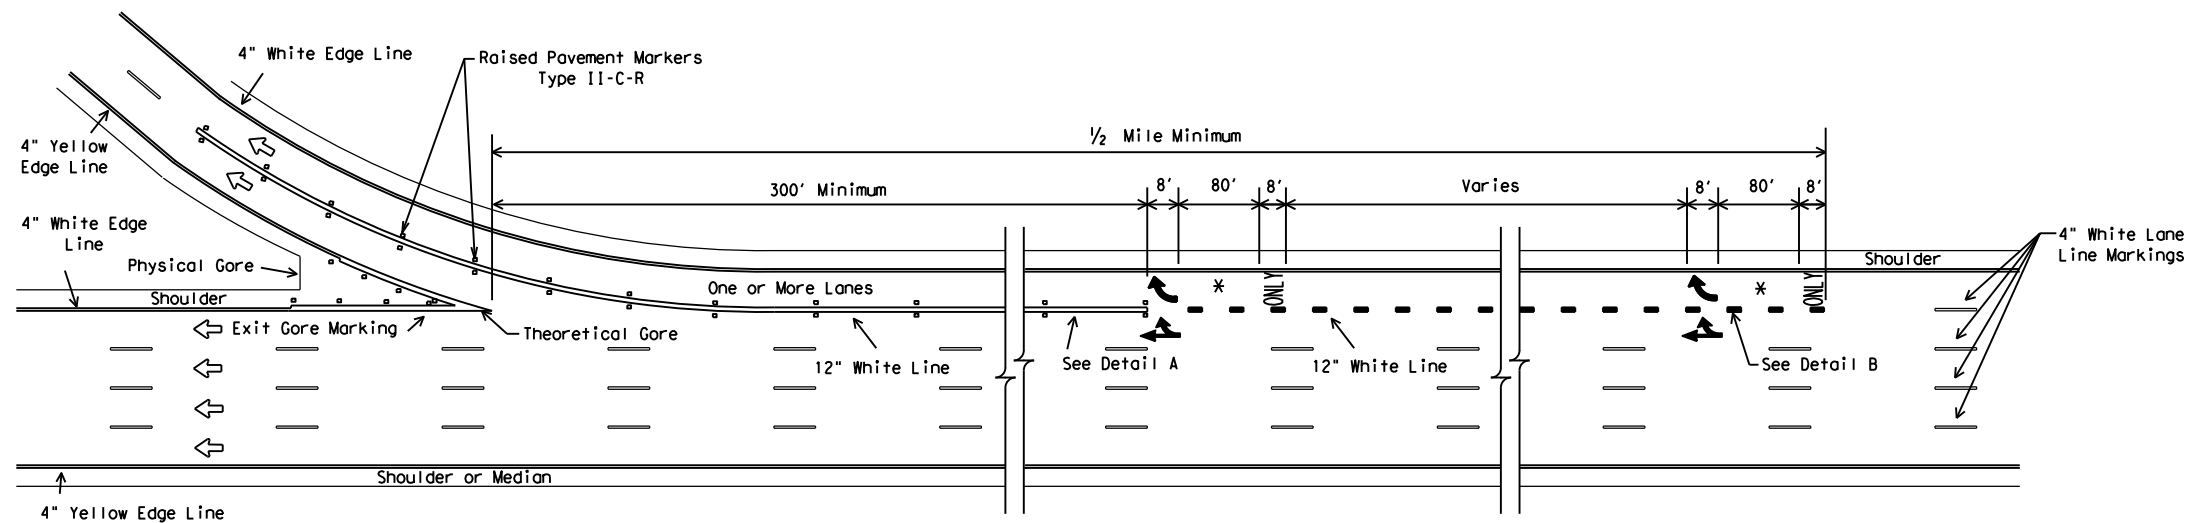 4" White Edge Line
Raised Pavement Markers
Type II-C-R
½ Mile Minimum
4" Yellow
Edge Line
300' Minimum
8'
80'
8'
Varies
8'
80'
8'
4" White Edge
Line
Physical Gore
4" White Lane
Line Markings
Shoulder
Shoulder
One or More Lanes
*
ONLY
*
ONLY
Exit Gore Marking
Theoretical Gore
12" White Line
See Detail A
12" White Line
See Detail B
Shoulder or Median
4" Yellow Edge Line